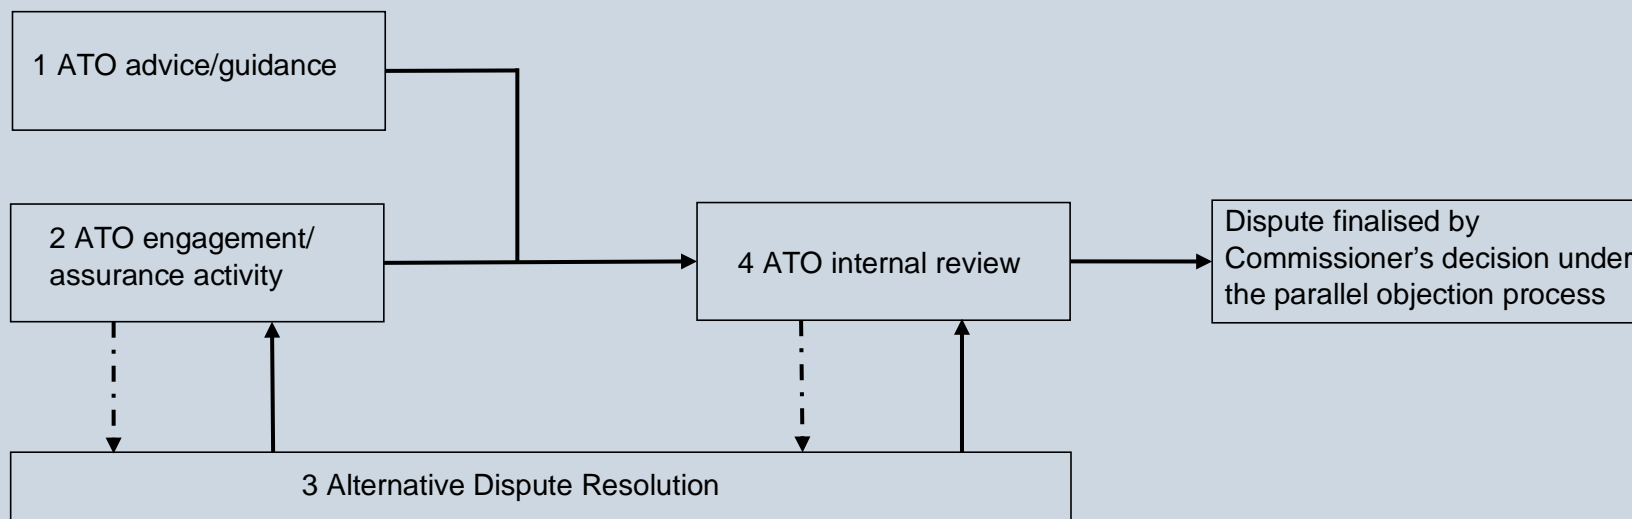 1 ATO advice/guidance
2 ATO engagement/
assurance activity
4 ATO internal review
Dispute finalised by
Commissioner’s decision under
the parallel objection process
3 Alternative Dispute Resolution